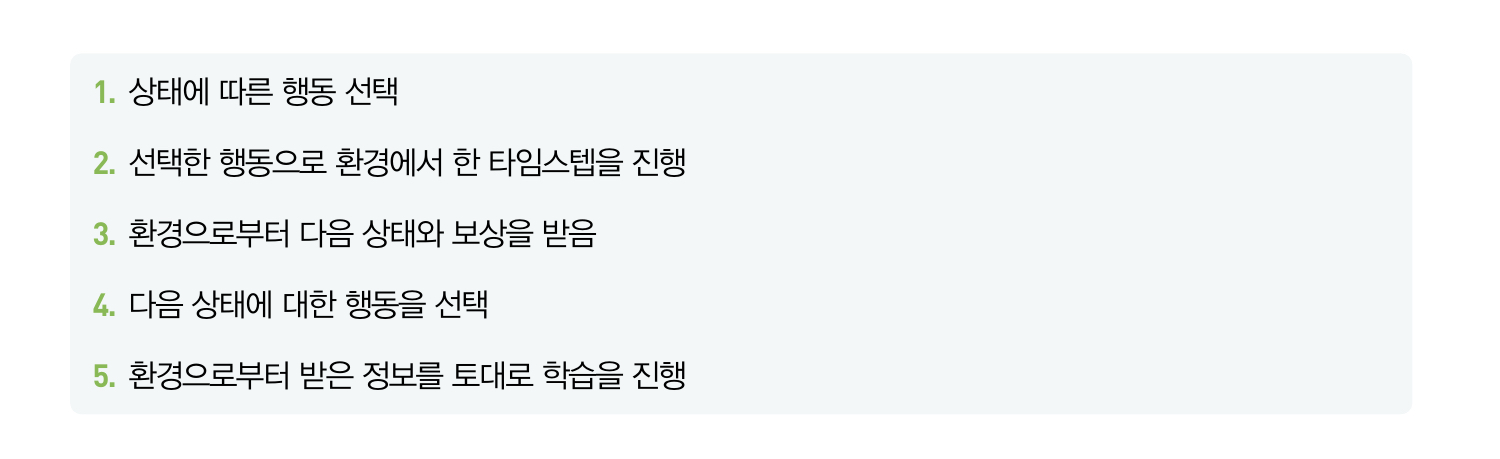 1. 상태에 따른 행동 선택
2. 선택한 행동으로 환경에서 한 타임스텝을 진행
3. 환경으로부터 다음 상태와 보상을 받음
4. 다음 상태에 대한 행동을 선택
5. 환경으로부터 받은 정보를 토대로 학습을 진행